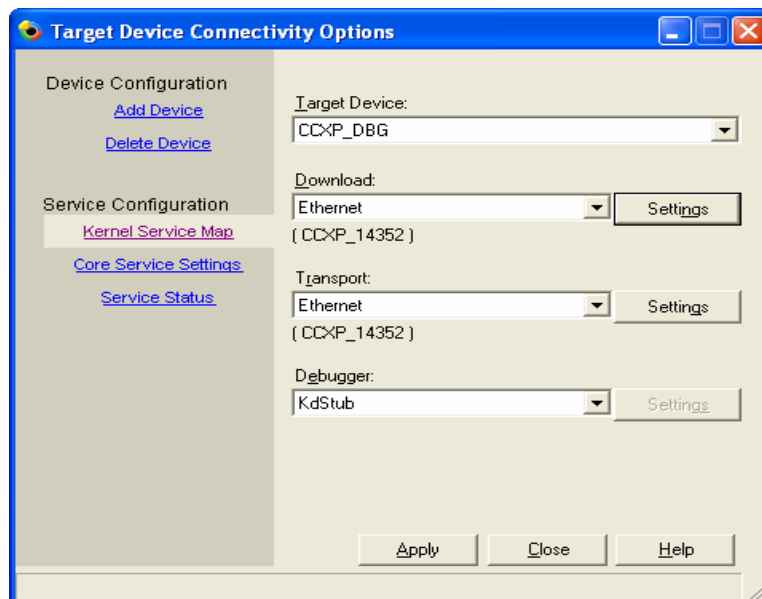 Target Device Connectivity Options
Device Configuration
Add Device
Delete Device
Service Configuration
Kernel Service Map
Core Service Settings
Service Status
Target Device:
CCXP_DBG
Download:
Ethernet
Settings
( CCXP_14352 )
Transport:
Ethernet
Settings
( CCXP_14352 )
Debugger:
KdStub
Settings
Apply
Close
Help